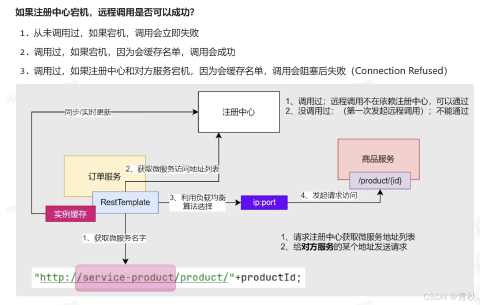 如果注册中心宕机，远程调用是否可以成功？
1．从未调用过，如果宕机，调用会立即失败
2．调用过，如果宕机，因为会缓存名单，调用会成功
3．调用过，如果注册中心和对方服务宕机，因为会缓存名单，调用会阻塞后失败（Connection Refused）
注册中心
1、调用过；远程调用不在依赖注册中心，可以通过
2、没调用过：（第一次发起远程调用）；不能通过
同步/实时更新
2、获取微服务访问地址列表
订单服务
RestTemplate
实例缓存
3、利用负载均衡
算法选择
ip:port
4、发起请求访问
商品服务
/product/{id}
1、获取微服务名字
1、请求注册中心获取微服务地址列表
2、给对方服务的某个地址发送请求
"http://service-product/product/"+productId;
CSDN @青秋.